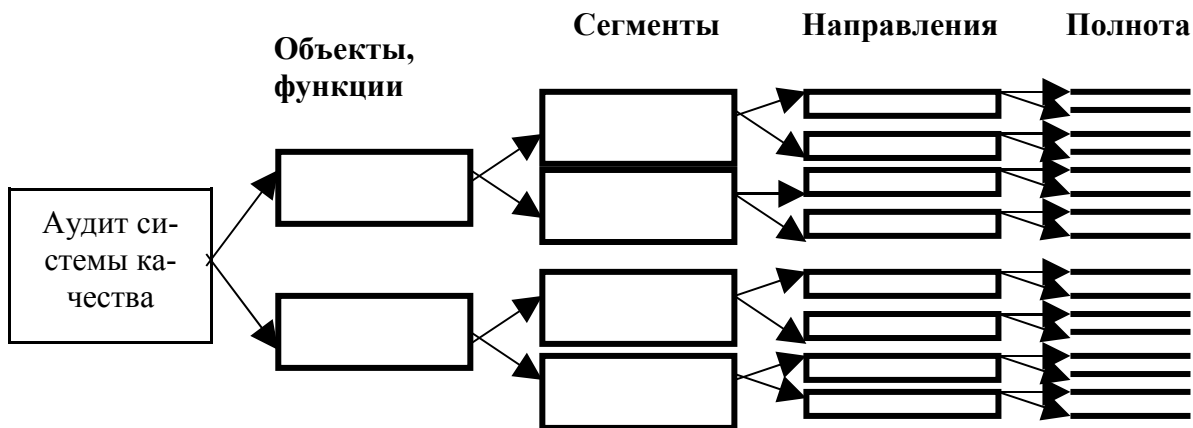 Сегменты
Направления
Полнота
Объекты,
функции
Аудит си-
стемы ка-
чества